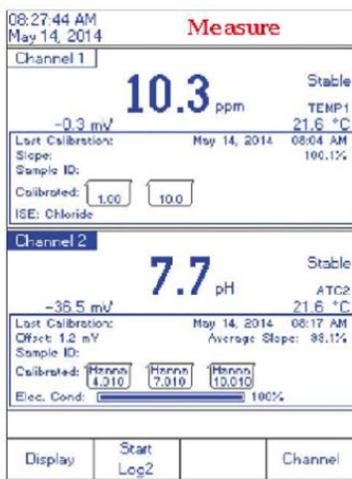 08:27:44 AM
May 14, 2014
Measure
Channel 1
10.3 ppm
Stable
TEMP1
-0.3 mV
21.6 °C
Last Calibration: May 14, 2014 08:04 AM
Slope: 100.1%
Sample ID:
Calibrated: 1.00 10.0
ISE: Chloride
Channel 2
7.7 pH
Stable
ATC2
-36.5 mV
21.6 °C
Last Calibration: May 14, 2014 08:17 AM
Offset: 1.2 mV Average Slope: 99.1%
Sample ID:
Calibrated: Hanna 4.010 Hanna 7.010 Hanna 10.010
Elec. Cond: 100%
Display
Start Log2
Channel